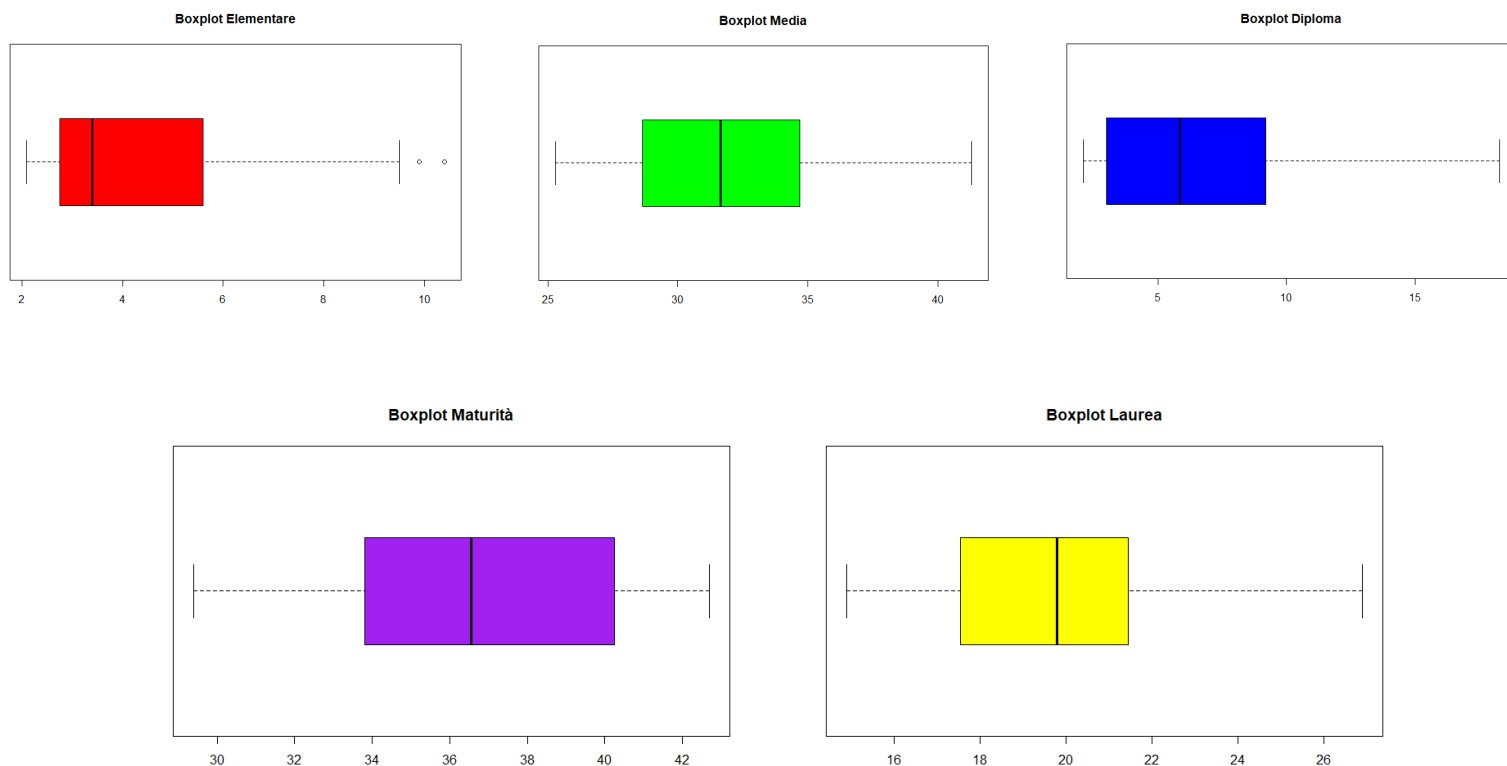 Boxplot Elementare
2 4 6 8 10
Boxplot Media
25 30 35 40
Boxplot Diploma
5 10 15
Boxplot Maturità
30 32 34 36 38 40 42
Boxplot Laurea
16 18 20 22 24 26